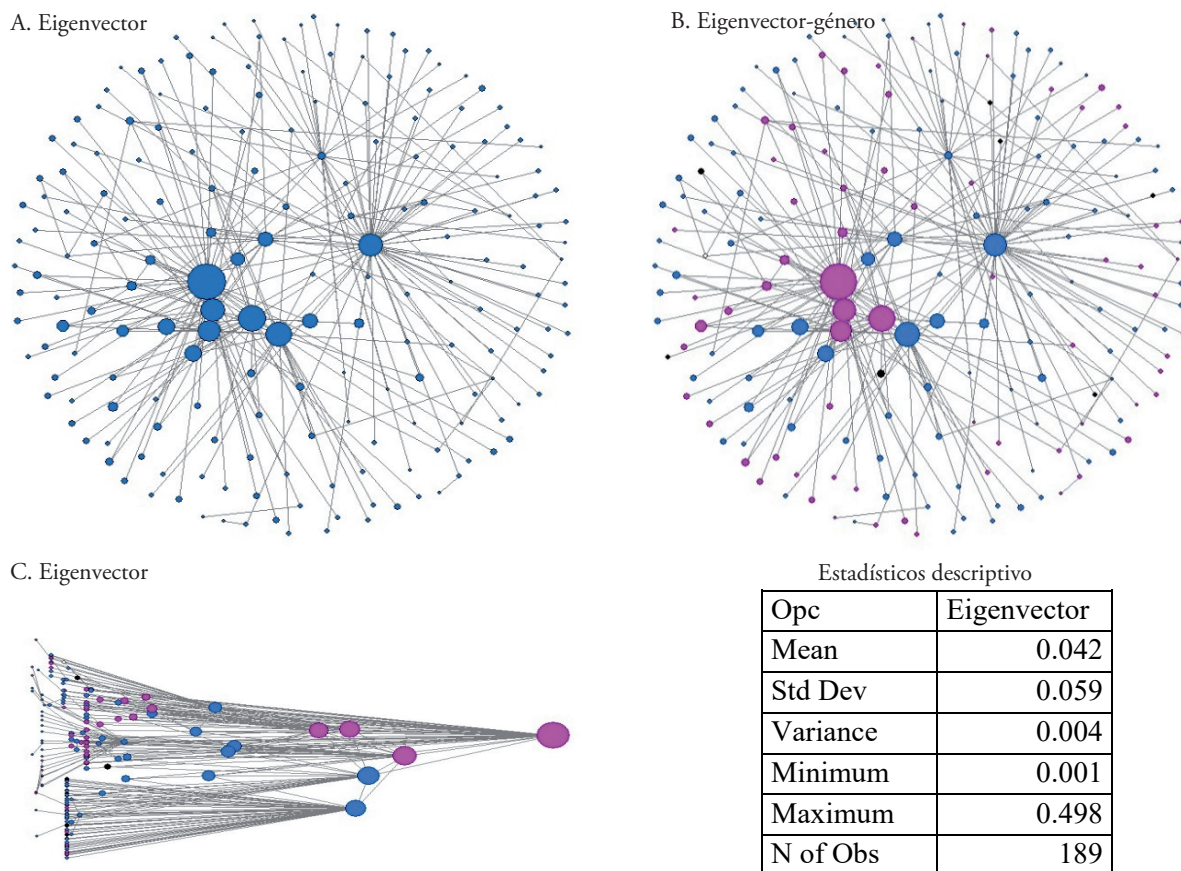 A. Eigenvector
B. Eigenvector-género
C. Eigenvector
Estadísticos descriptivo
Opc Eigenvector
Mean 0.042
Std Dev 0.059
Variance 0.004
Minimum 0.001
Maximum 0.498
N of Obs 189